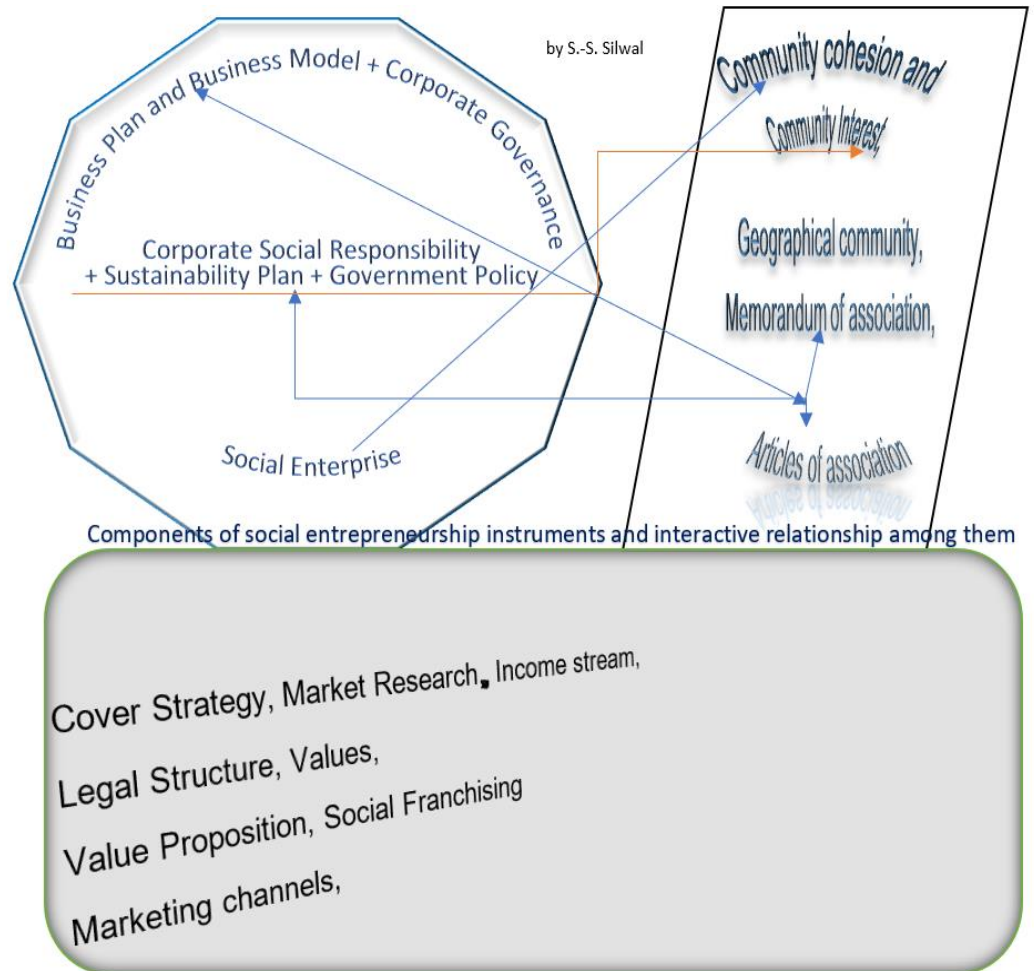 by S.-S. Silwal
Business Plan and Business Model + Corporate Governance
Corporate Social Responsibility
+ Sustainability Plan + Government Policy
Social Enterprise
Community cohesion and
Community Interest,
Geographical community,
Memorandum of association,
Articles of association
Components of social entrepreneurship instruments and interactive relationship among them
Cover Strategy, Market Research, Income stream,
Legal Structure, Values,
Value Proposition, Social Franchising
Marketing channels,